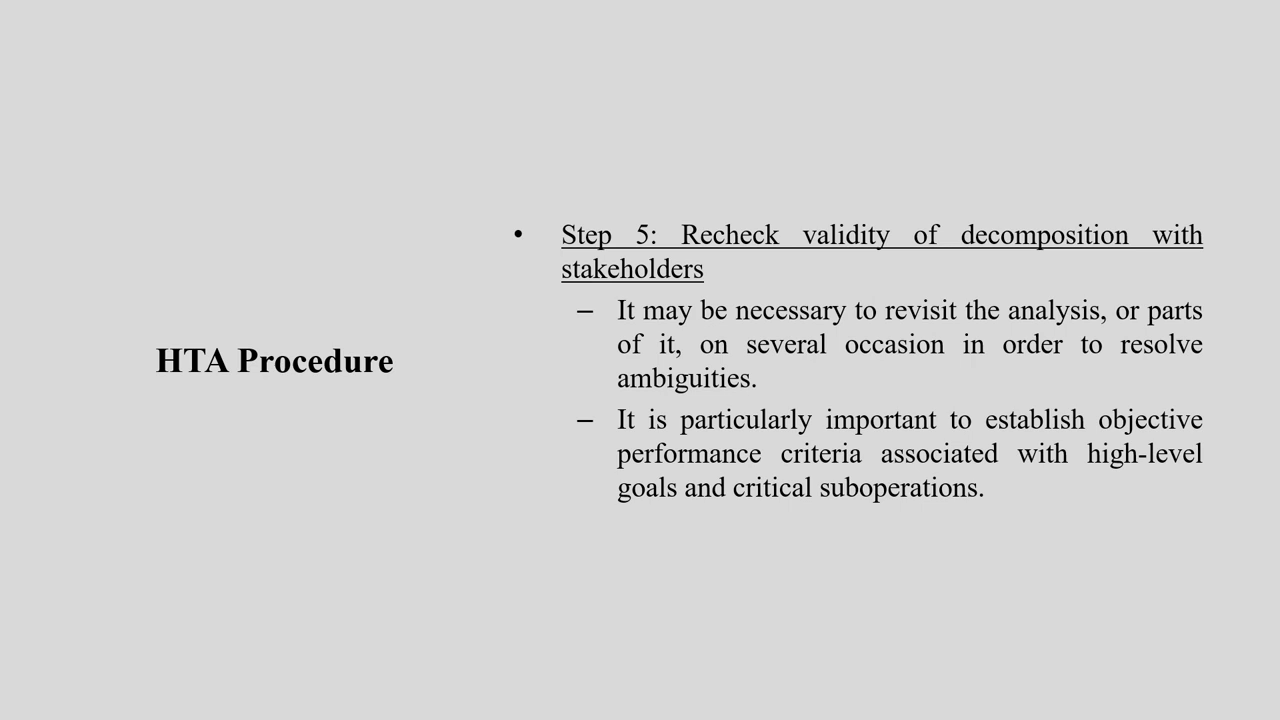 HTA Procedure
• Step 5: Recheck validity of decomposition with
stakeholders
– It may be necessary to revisit the analysis, or parts
of it, on several occasion in order to resolve
ambiguities.
– It is particularly important to establish objective
performance criteria associated with high-level
goals and critical suboperations.